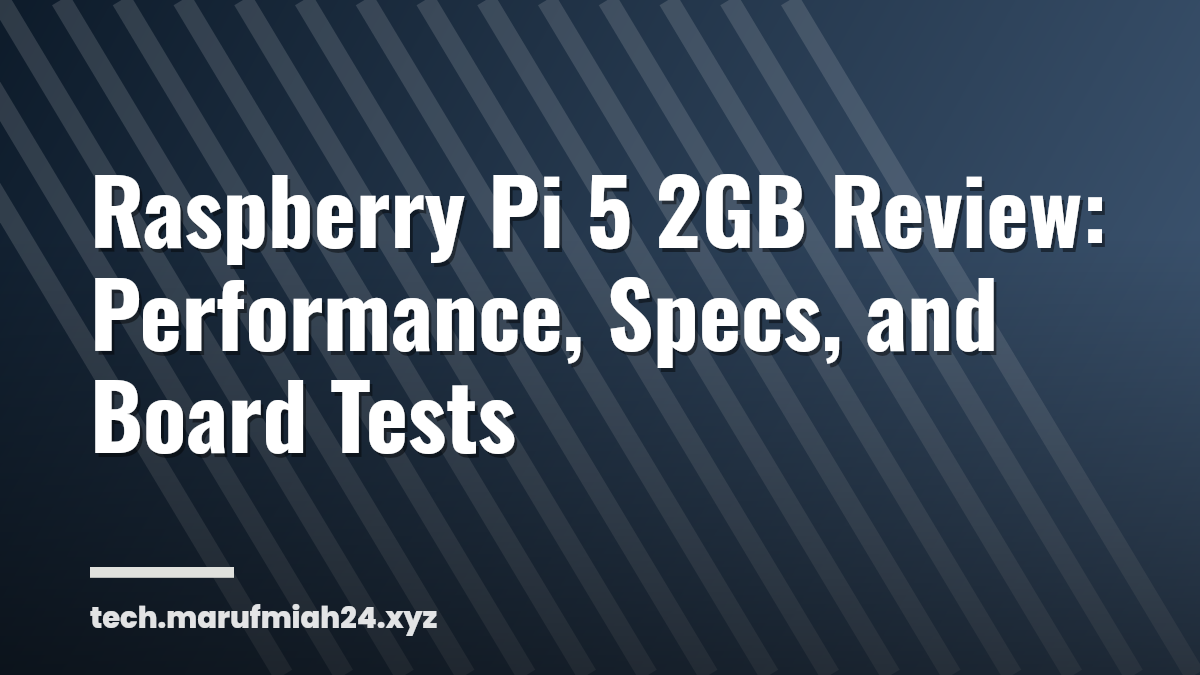 Raspberry Pi 5 2GB Review:
Performance, Specs, and
Board Tests
tech.marufmiah24.xyz